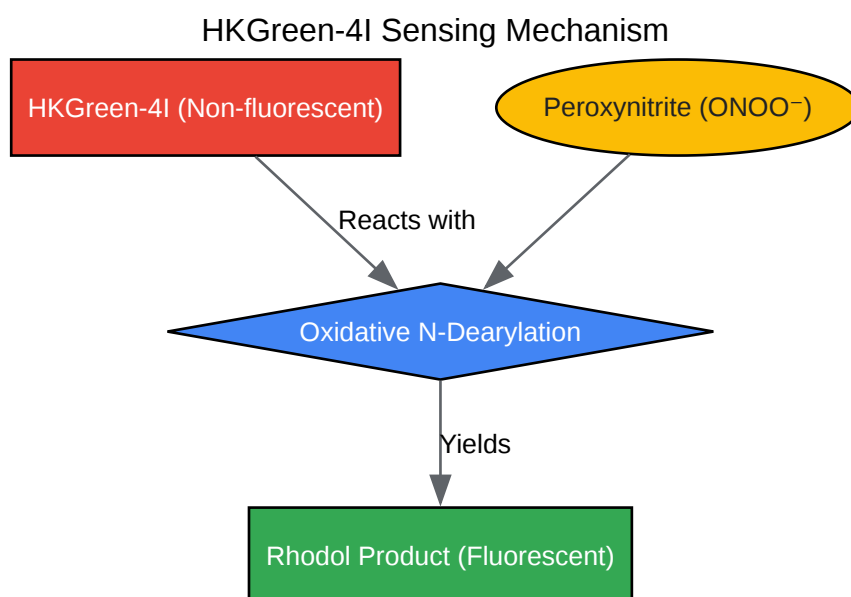 HKGreen-4I Sensing Mechanism
HKGreen-4I (Non-fluorescent)
Peroxynitrite (ONOO⁻)
Reacts with
Oxidative N-Dearylation
Yields
Rhodol Product (Fluorescent)